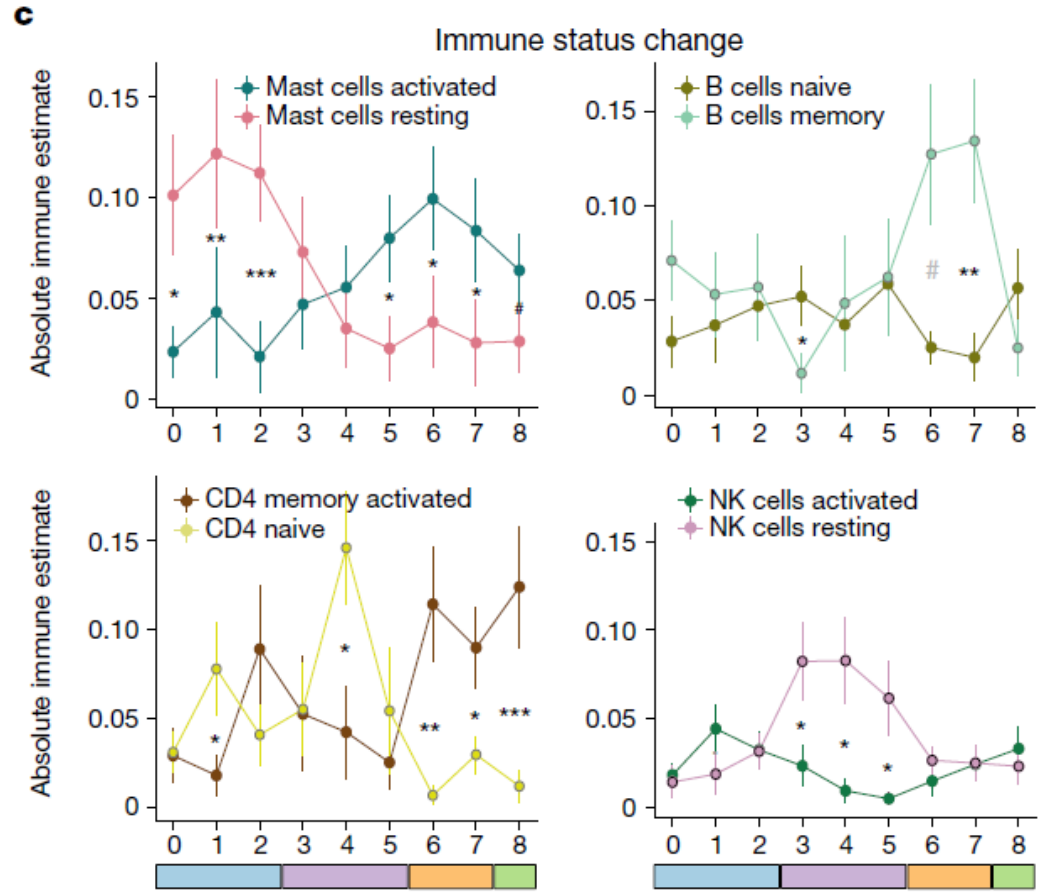 c
Immune status change
Absolute immune estimate
0.15
0.10
0.05
0
Mast cells activated
Mast cells resting
*
**
***
*
*
*
#
0 1 2 3 4 5 6 7 8
0.15
0.10
0.05
0
B cells naive
B cells memory
*
#
**
0 1 2 3 4 5 6 7 8
Absolute immune estimate
0.15
0.10
0.05
0
CD4 memory activated
CD4 naive
*
*
**
*
***
0 1 2 3 4 5 6 7 8
0.15
0.10
0.05
0
NK cells activated
NK cells resting
*
*
*
0 1 2 3 4 5 6 7 8